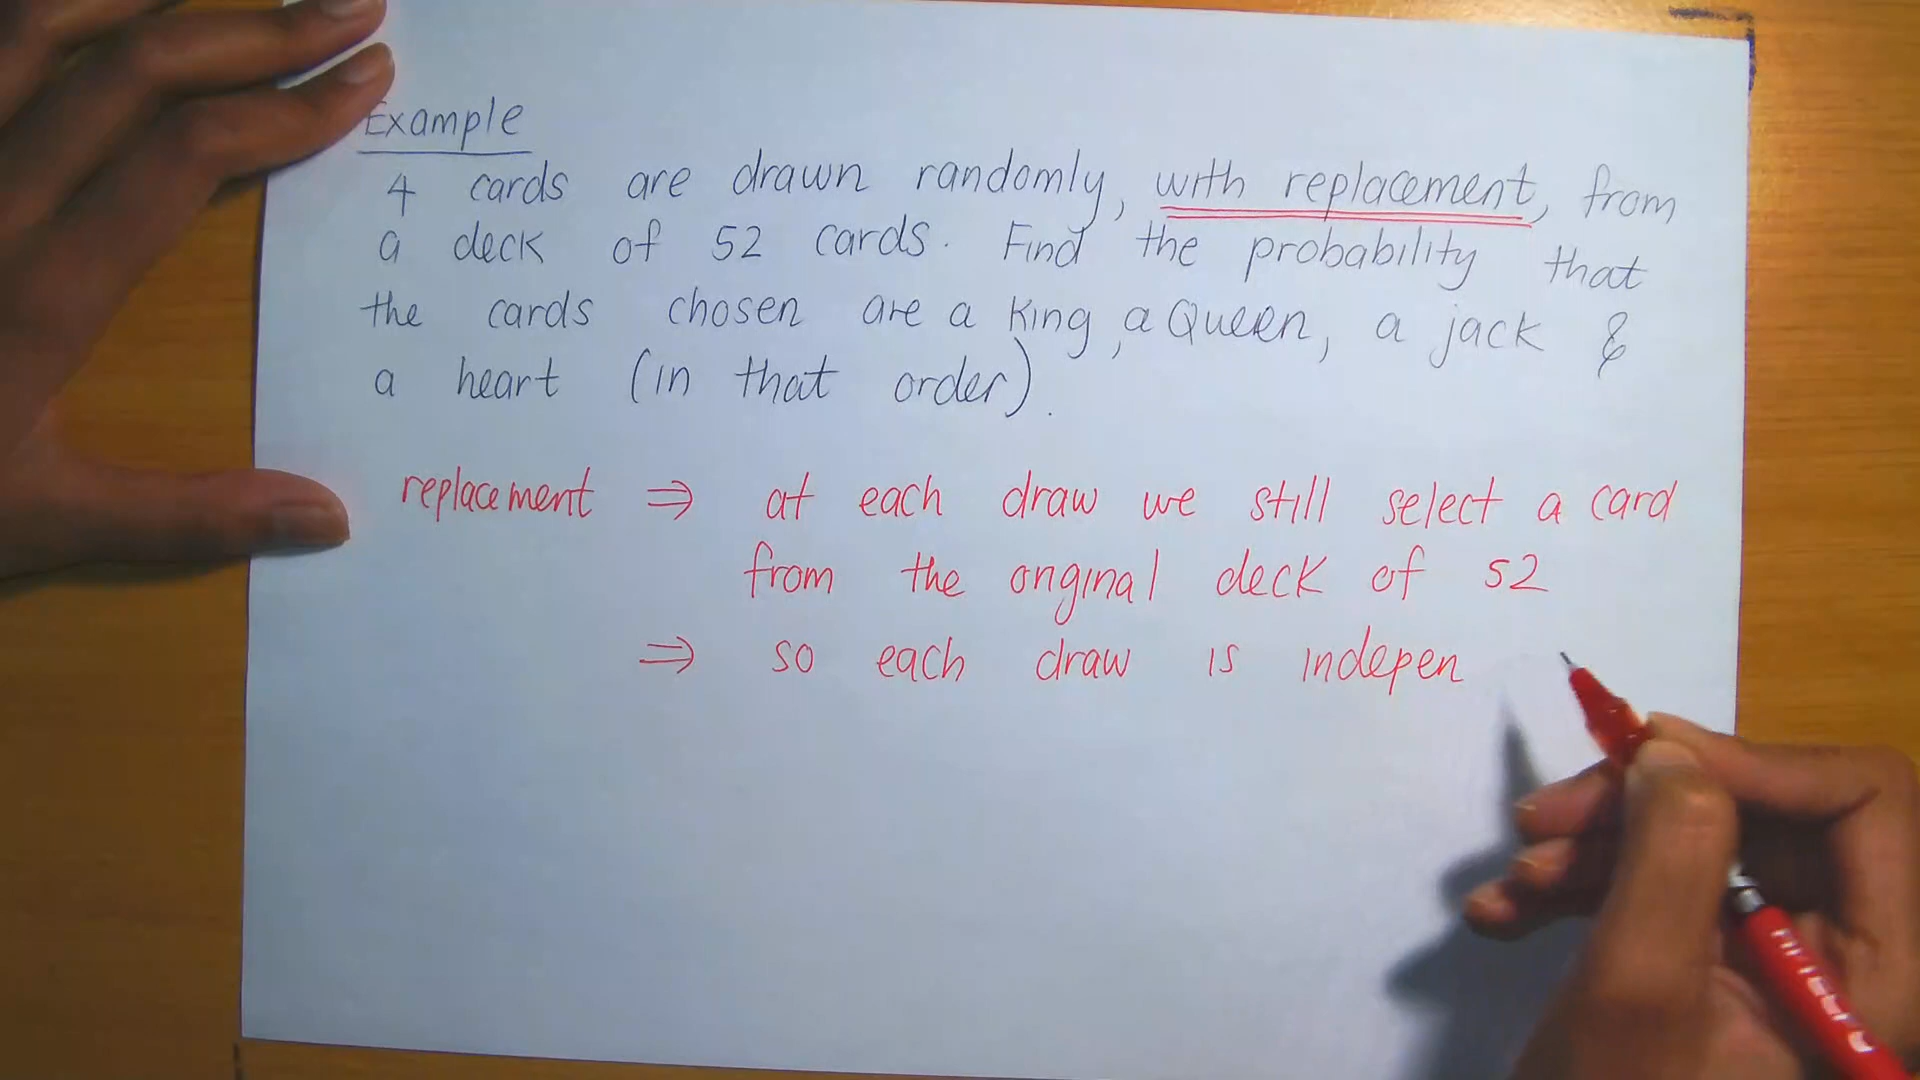 Example
4 cards are drawn randomly, with replacement, from
a deck of 52 cards. Find the probability that
the cards chosen are a King, a Queen, a jack &
a heart (in that order).
replacement ⇒ at each draw we still select a card
from the original deck of 52
⇒ so each draw is indepen